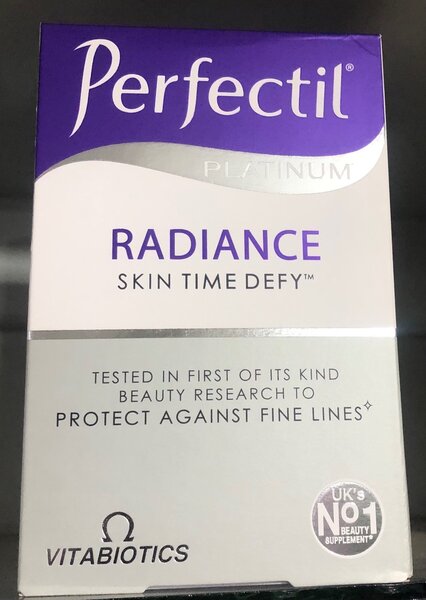 Perfectil®
PLATINUM
RADIANCE
SKIN TIME DEFY™
TESTED IN FIRST OF ITS KIND
BEAUTY RESEARCH TO
PROTECT AGAINST FINE LINES✧
VITABIOTICS
UK's
No1
BEAUTY
SUPPLEMENT*